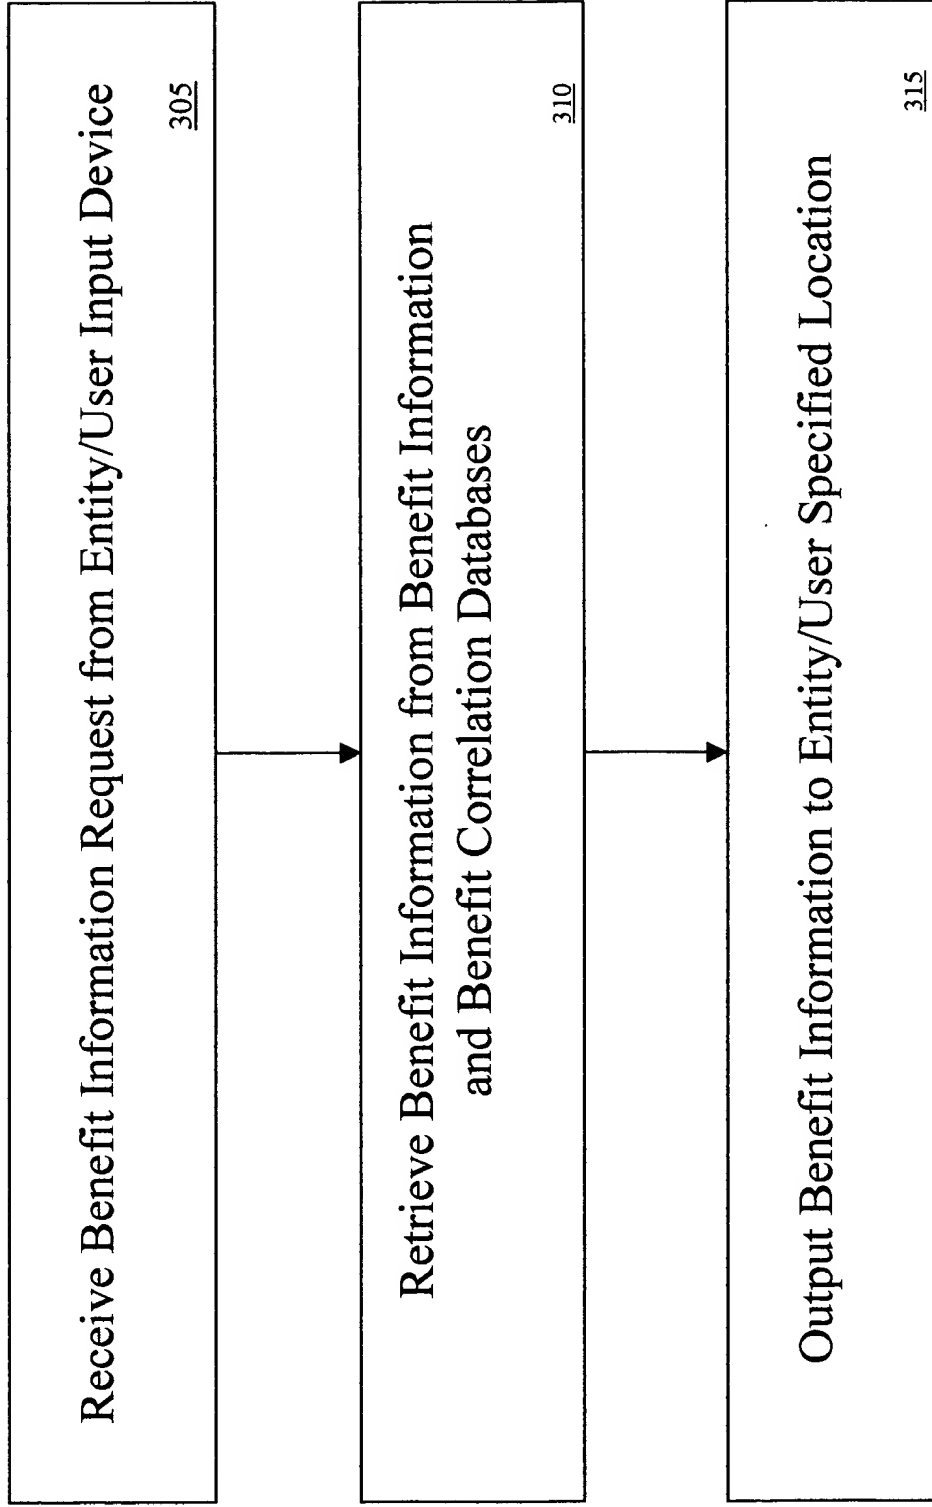 Receive Benefit Information Request from Entity/User Input Device
305
Retrieve Benefit Information from Benefit Information
and Benefit Correlation Databases
310
Output Benefit Information to Entity/User Specified Location
315